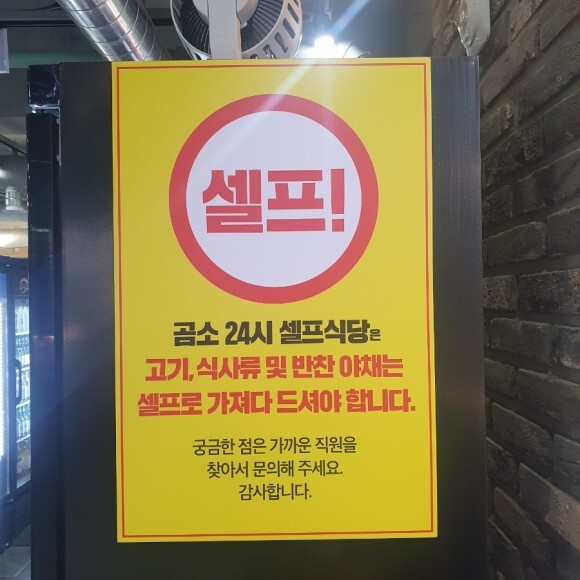 셀프!
곰소 24시 셀프식당은
고기, 식사류 및 반찬 야채는
셀프로 가져다 드셔야 합니다.
궁금한 점은 가까운 직원을
찾아서 문의해 주세요.
감사합니다.